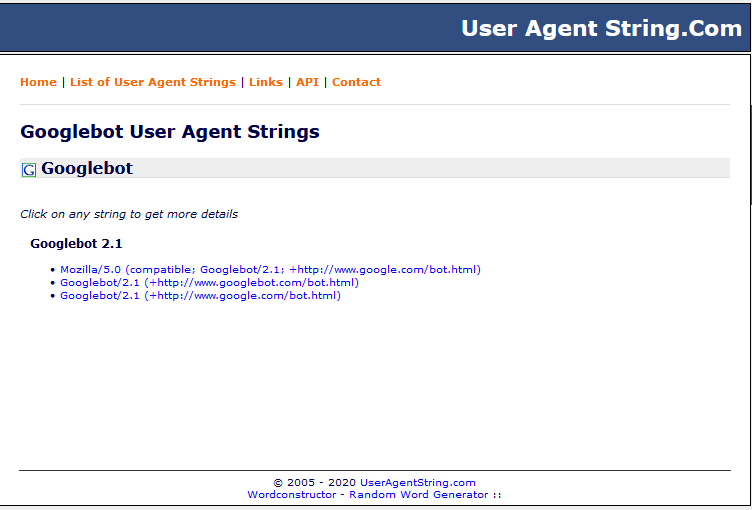 User Agent String.Com
Home | List of User Agent Strings | Links | API | Contact
Googlebot User Agent Strings
G Googlebot
Click on any string to get more details
Googlebot 2.1
• Mozilla/5.0 (compatible; Googlebot/2.1; +http://www.google.com/bot.html)
• Googlebot/2.1 (+http://www.googlebot.com/bot.html)
• Googlebot/2.1 (+http://www.google.com/bot.html)
© 2005 - 2020 UserAgentString.com
Wordconstructor - Random Word Generator ::